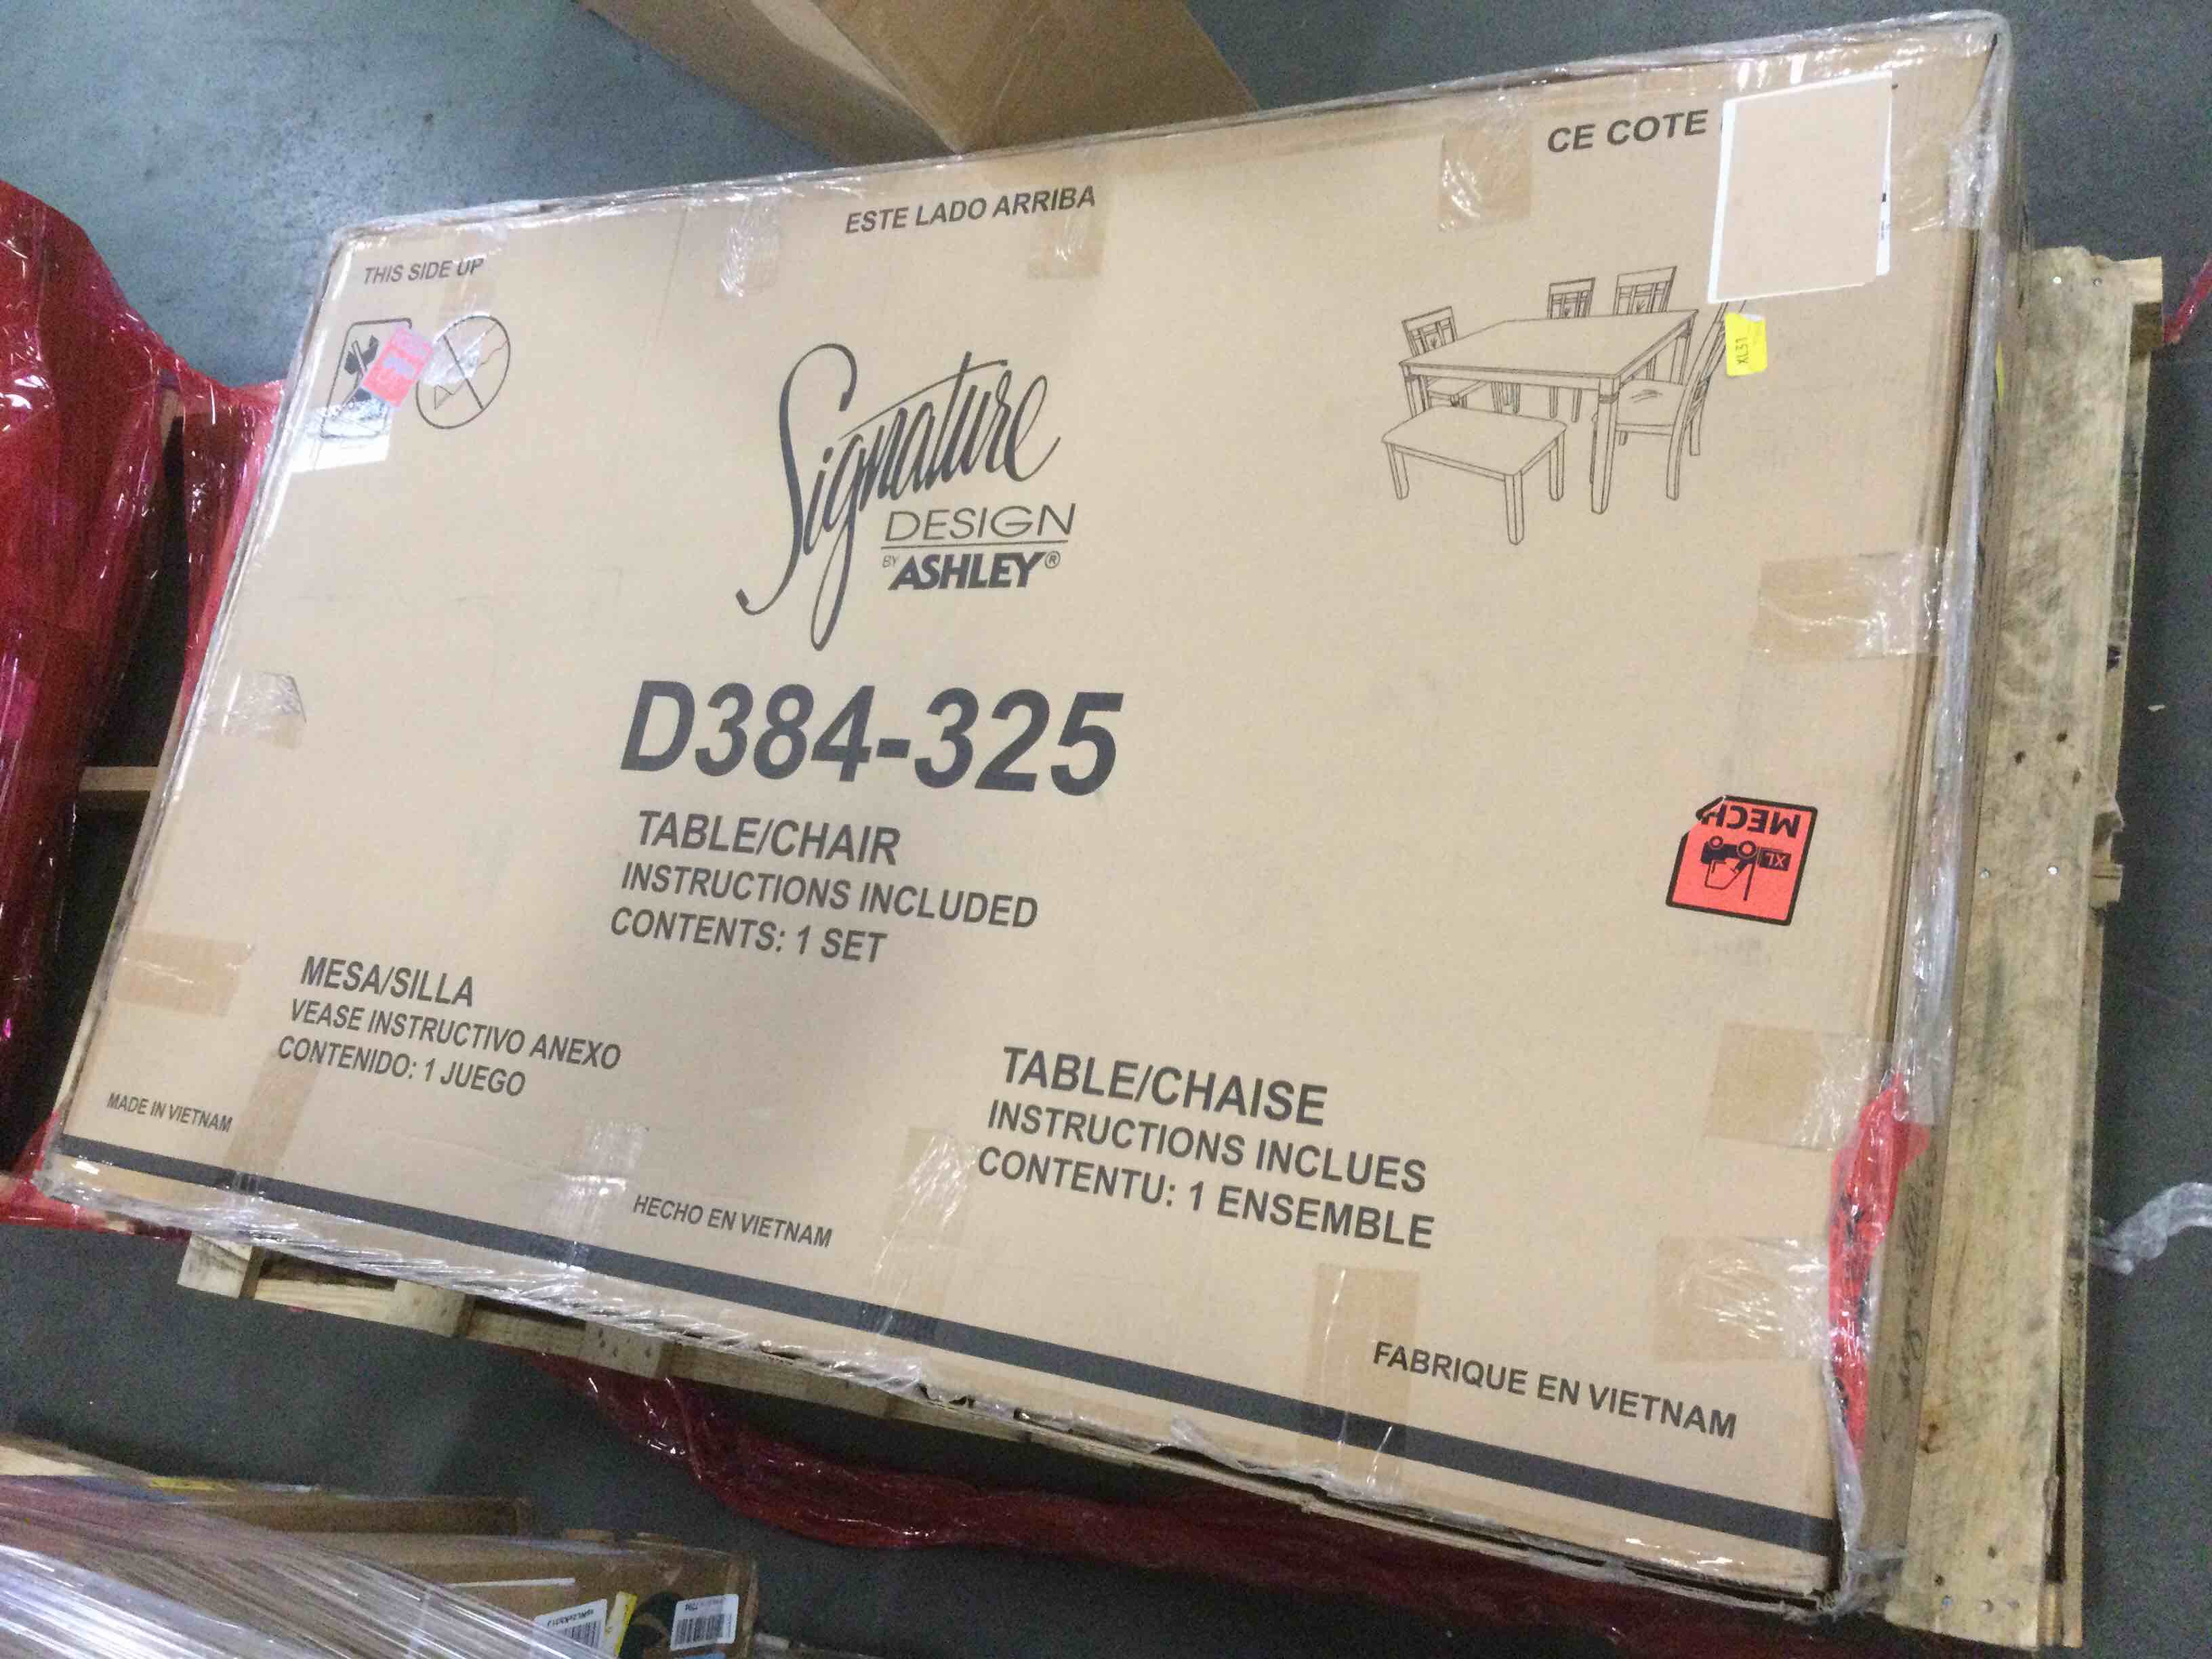 THIS SIDE UP
ESTE LADO ARRIBA
CE COTE
XL31
Signature
DESIGN
BY ASHLEY®
D384-325
TABLE/CHAIR
INSTRUCTIONS INCLUDED
CONTENTS: 1 SET
MECH
XL
MESA/SILLA
VEASE INSTRUCTIVO ANEXO
CONTENIDO: 1 JUEGO
TABLE/CHAISE
INSTRUCTIONS INCLUES
CONTENTU: 1 ENSEMBLE
MADE IN VIETNAM
HECHO EN VIETNAM
FABRIQUE EN VIETNAM